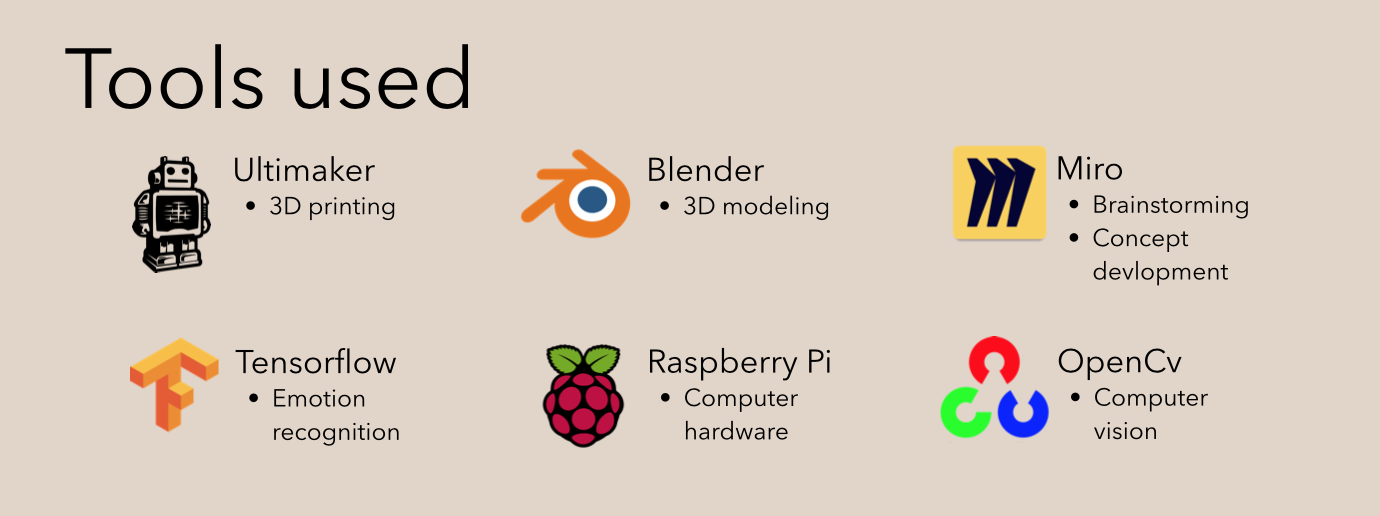 Tools used
Ultimaker
• 3D printing
Blender
• 3D modeling
Miro
• Brainstorming
• Concept
devlopment
Tensorflow
• Emotion
recognition
Raspberry Pi
• Computer
hardware
OpenCv
• Computer
vision